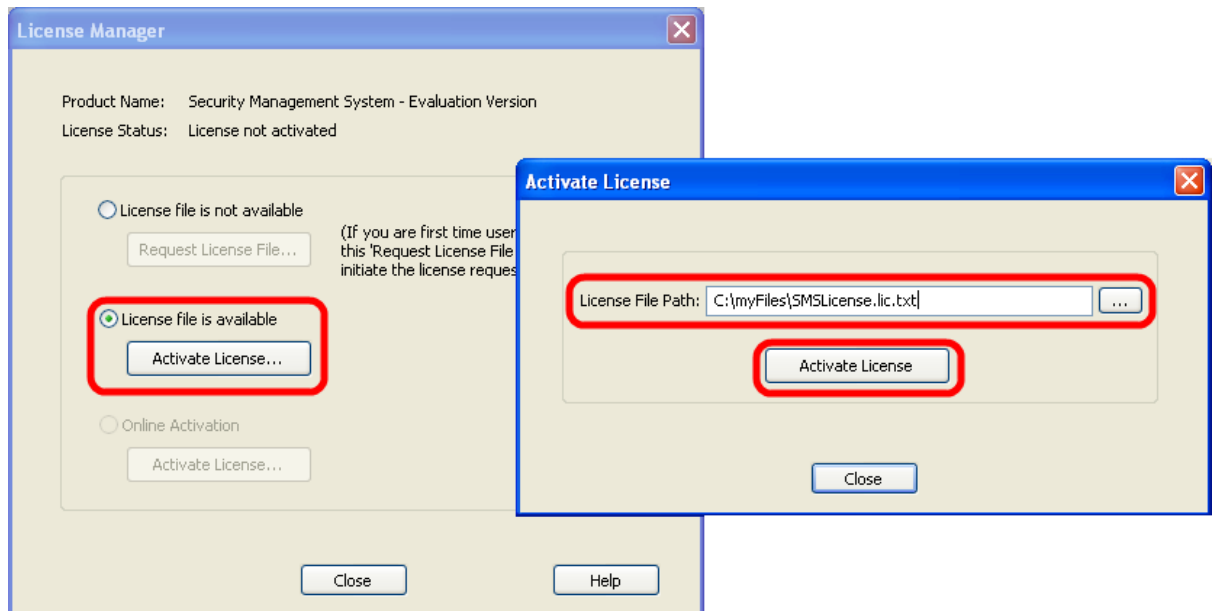 License Manager
Product Name: Security Management System - Evaluation Version
License Status: License not activated
License file is not available
Request License File...
(If you are first time user
this 'Request License File
initiate the license reques
License file is available
Activate License...
Online Activation
Activate License...
Close
Help
Activate License
License File Path: C:\myFiles\SMSLicense.lic.txt
...
Activate License
Close